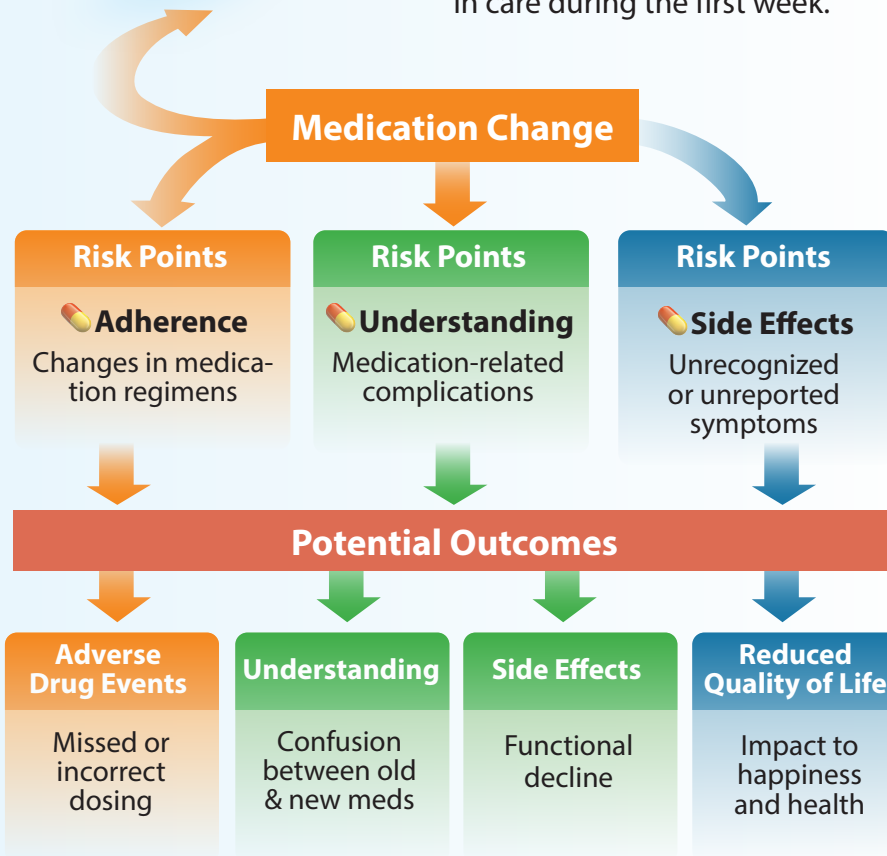 in care during the first week.
Medication Change
Risk Points
Adherence
Changes in medica-
tion regimens
Risk Points
Understanding
Medication-related
complications
Risk Points
Side Effects
Unrecognized
or unreported
symptoms
Potential Outcomes
Adverse
Drug Events
Missed or
incorrect
dosing
Understanding
Confusion
between old
& new meds
Side Effects
Functional
decline
Reduced
Quality of Life
Impact to
happiness
and health